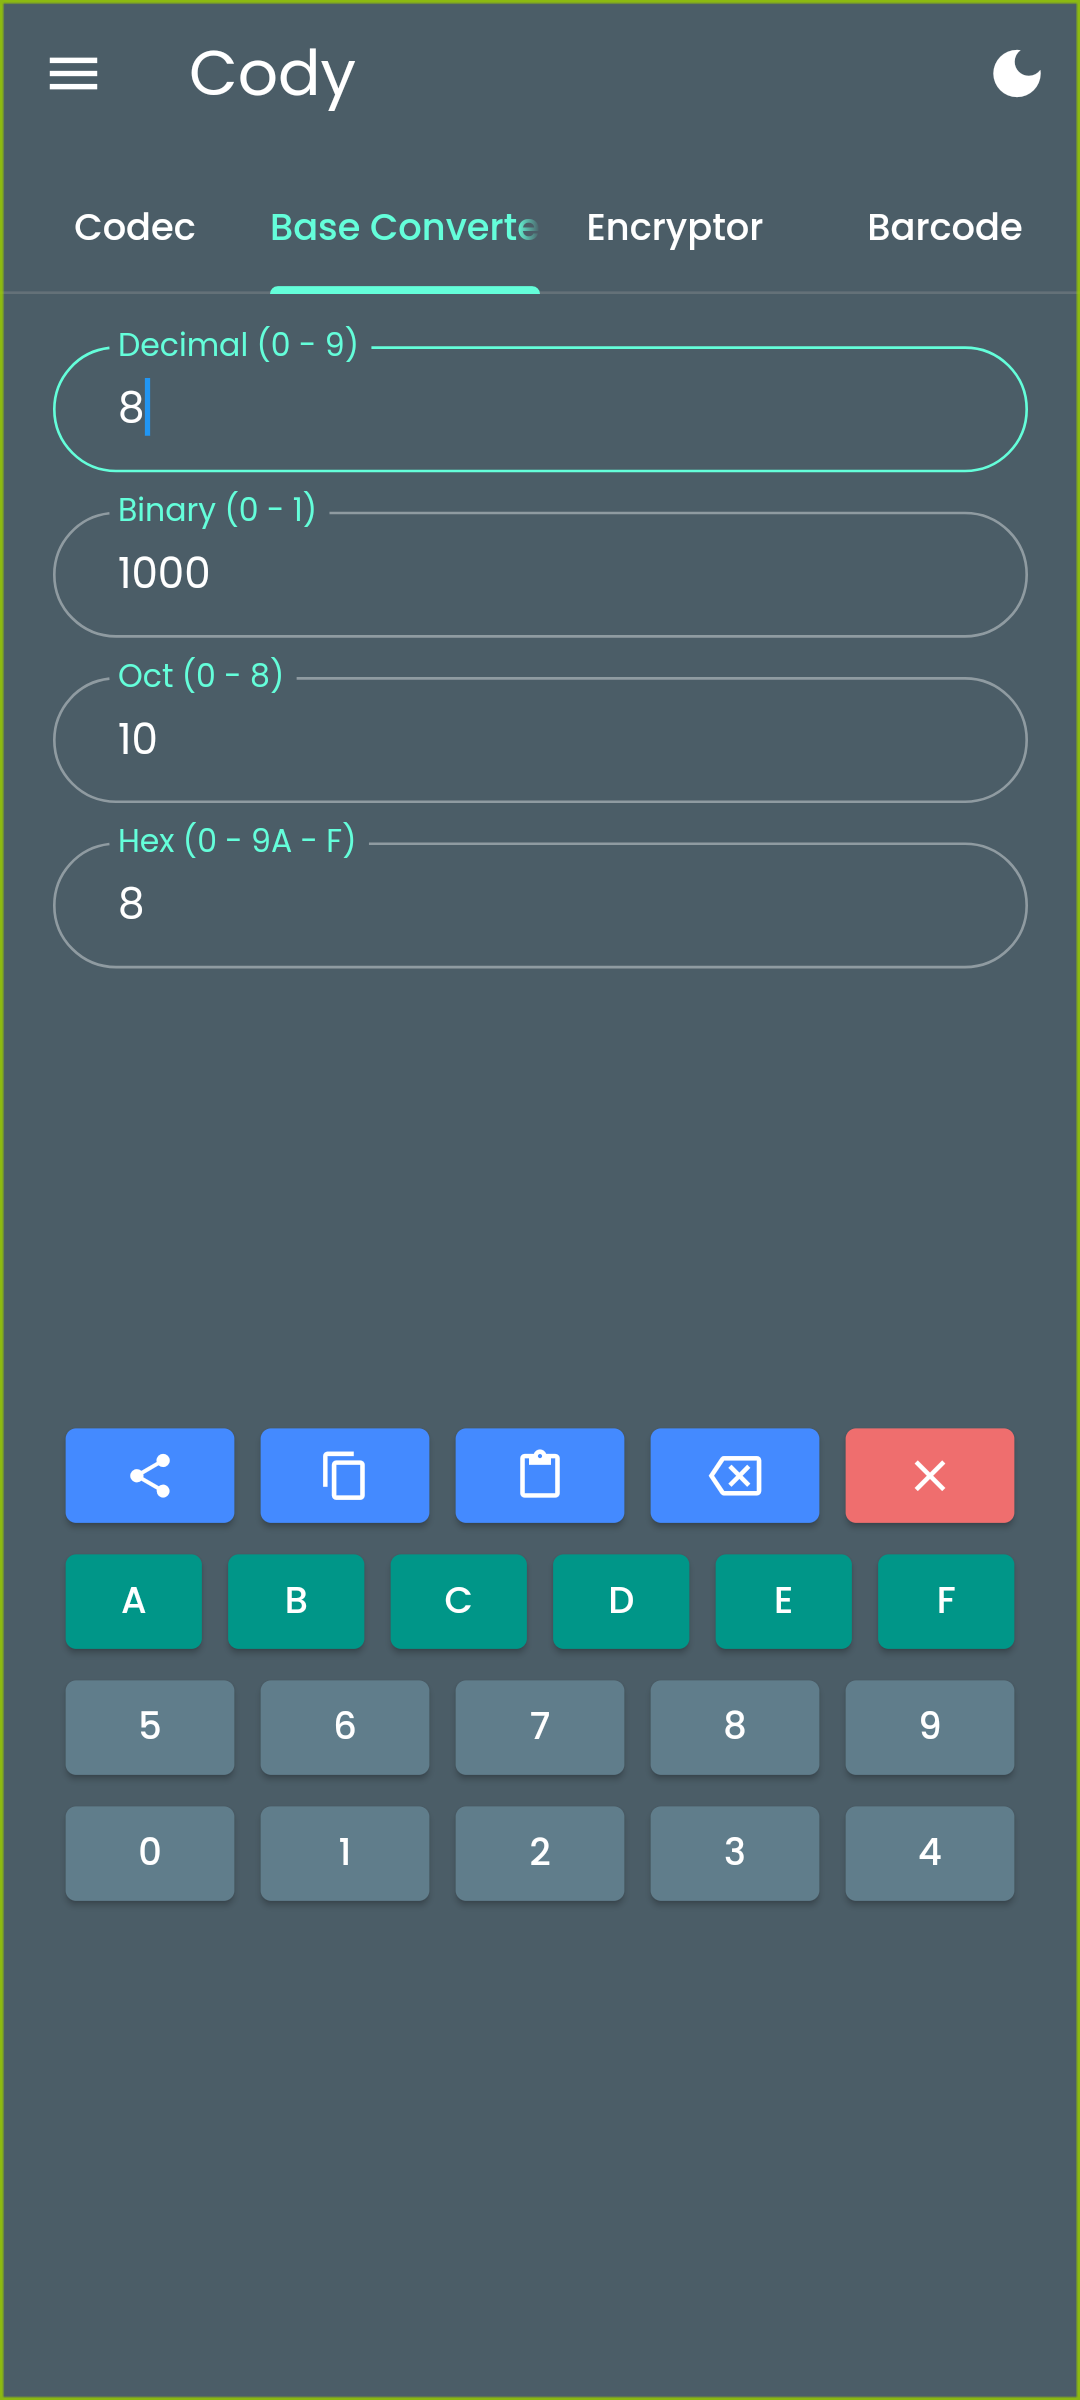 Cody
Codec Base Converte Encryptor Barcode
Decimal (0 - 9)
8
Binary (0 - 1)
1000
Oct (0 - 8)
10
Hex (0 - 9A - F)
8
A B C D E F
5 6 7 8 9
0 1 2 3 4